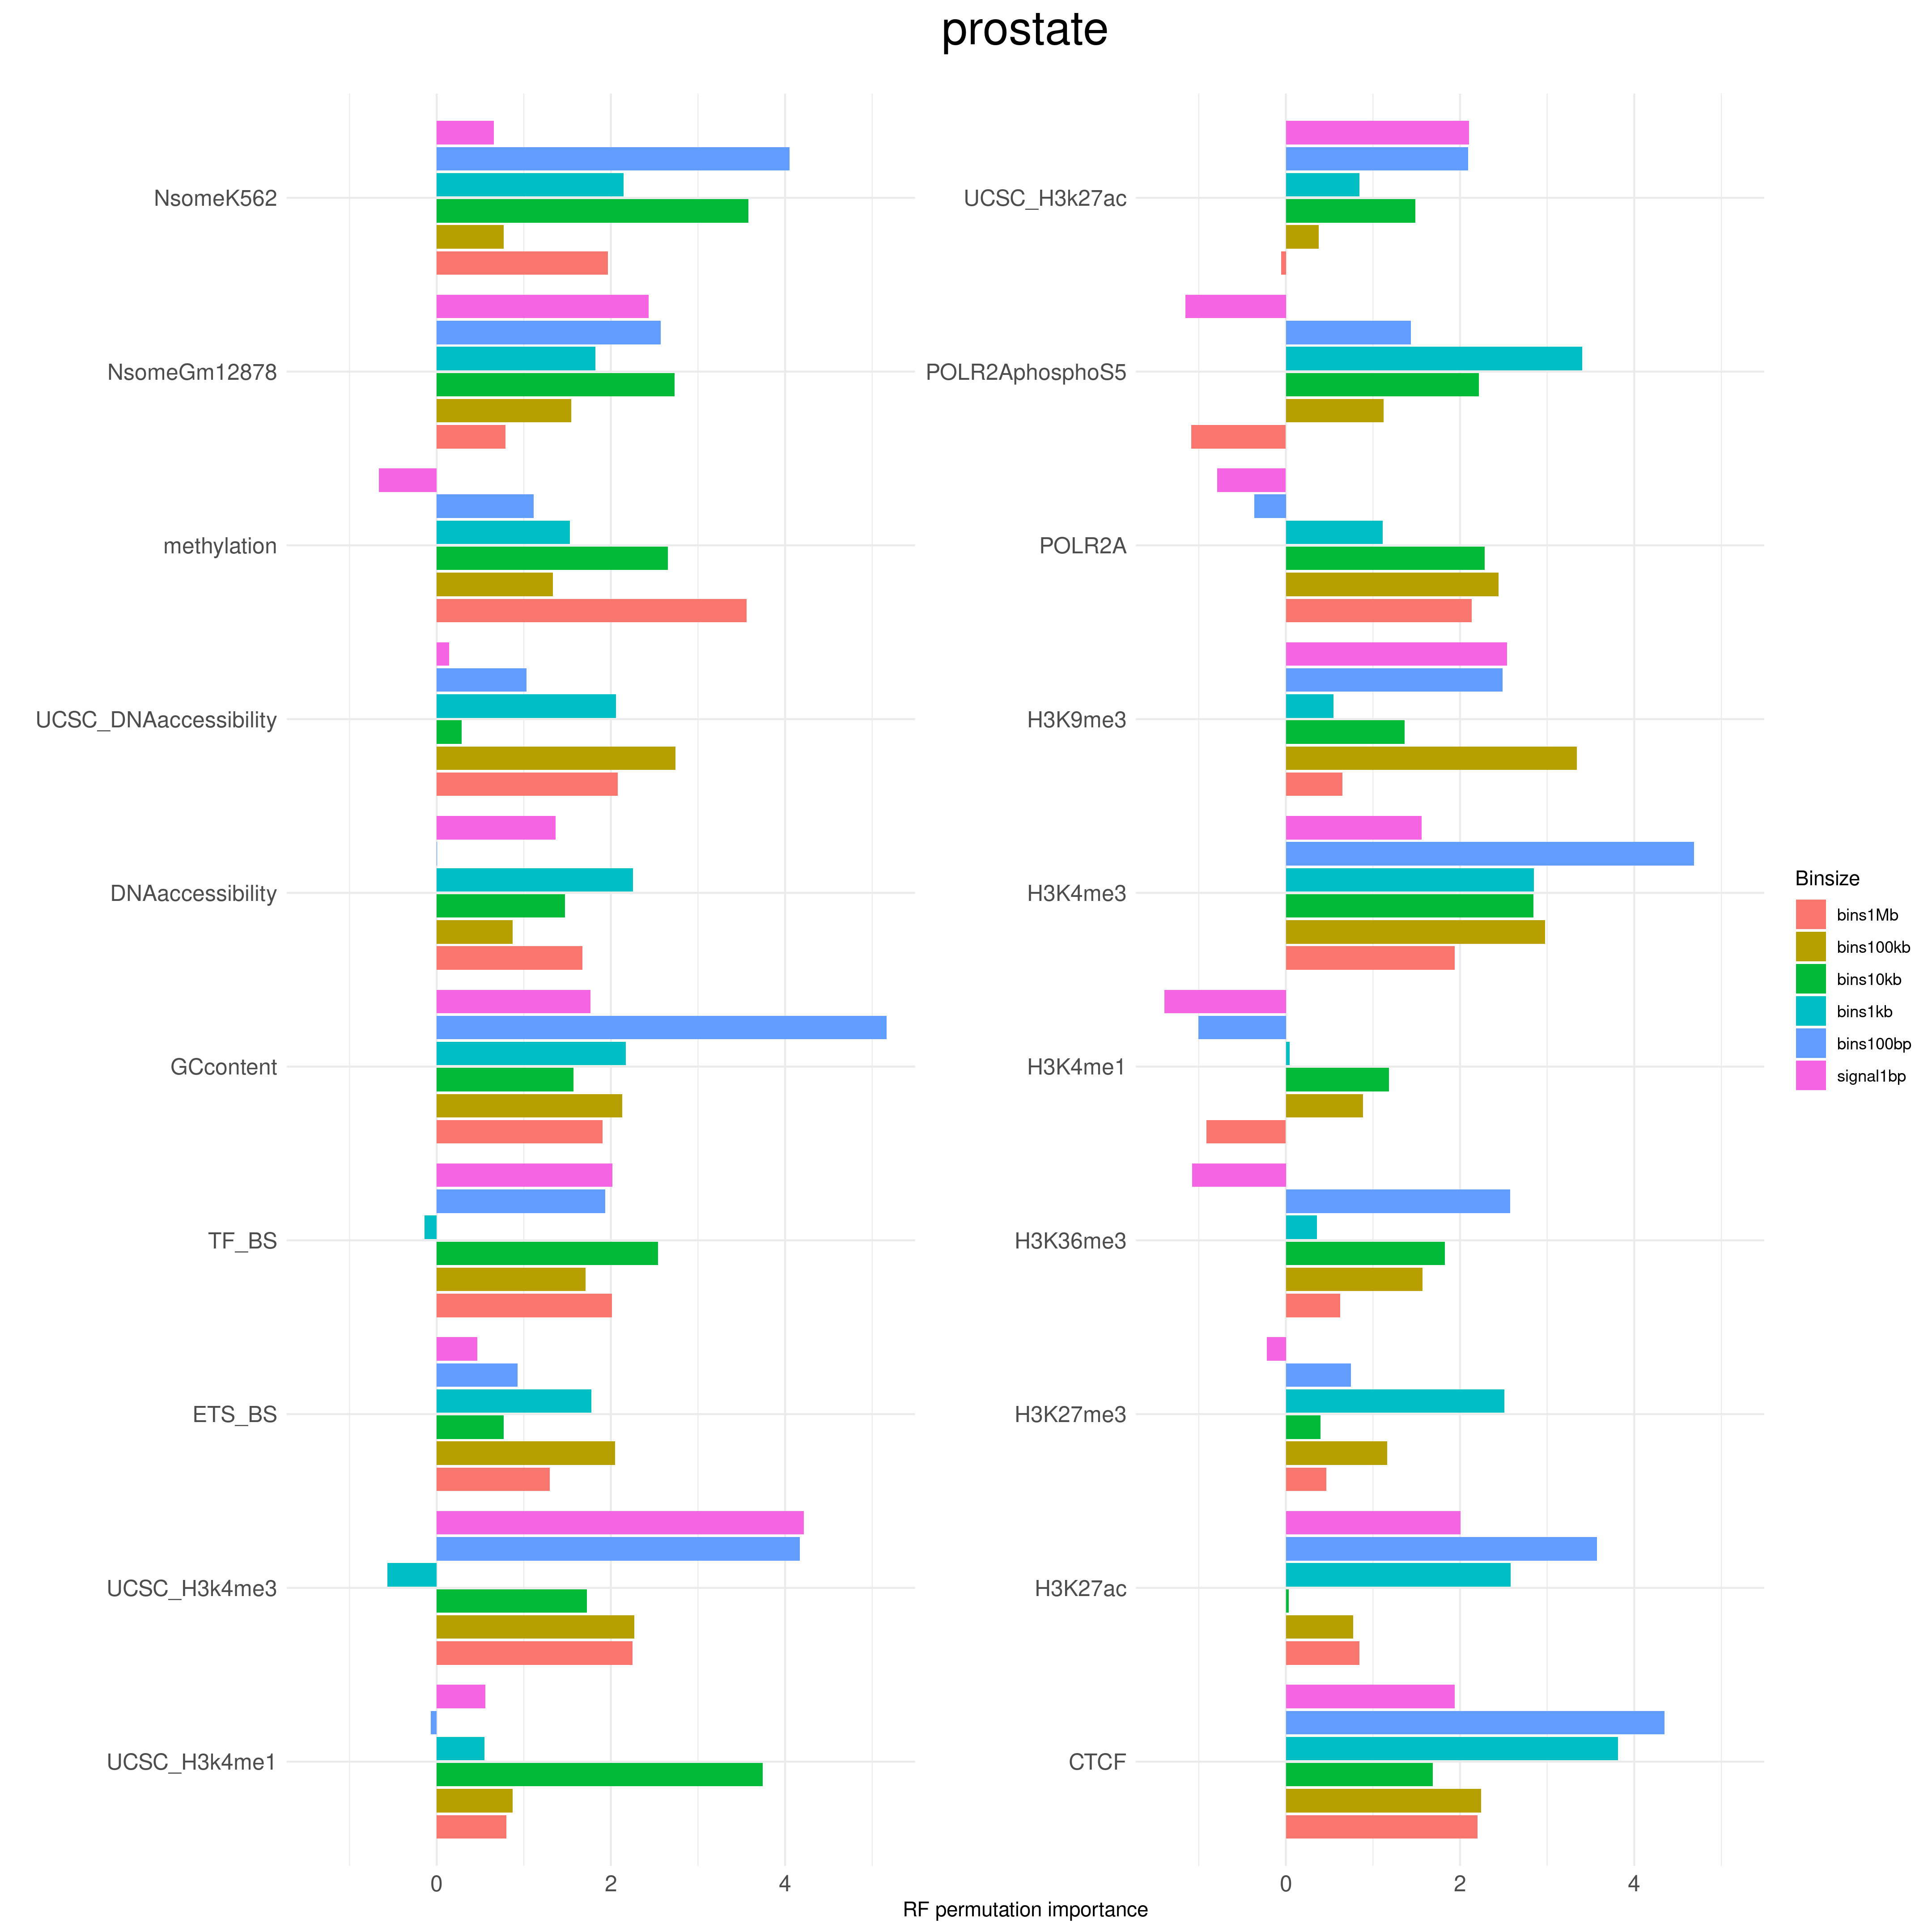 prostate
NsomeK562
NsomeGm12878
methylation
UCSC_DNAaccessibility
DNAaccessibility
GCcontent
TF_BS
ETS_BS
UCSC_H3k4me3
UCSC_H3k4me1
0 2 4
UCSC_H3k27ac
POLR2AphosphoS5
POLR2A
H3K9me3
H3K4me3
H3K4me1
H3K36me3
H3K27me3
H3K27ac
CTCF
0 2 4
RF permutation importance
Binsize
bins1Mb
bins100kb
bins10kb
bins1kb
bins100bp
signal1bp